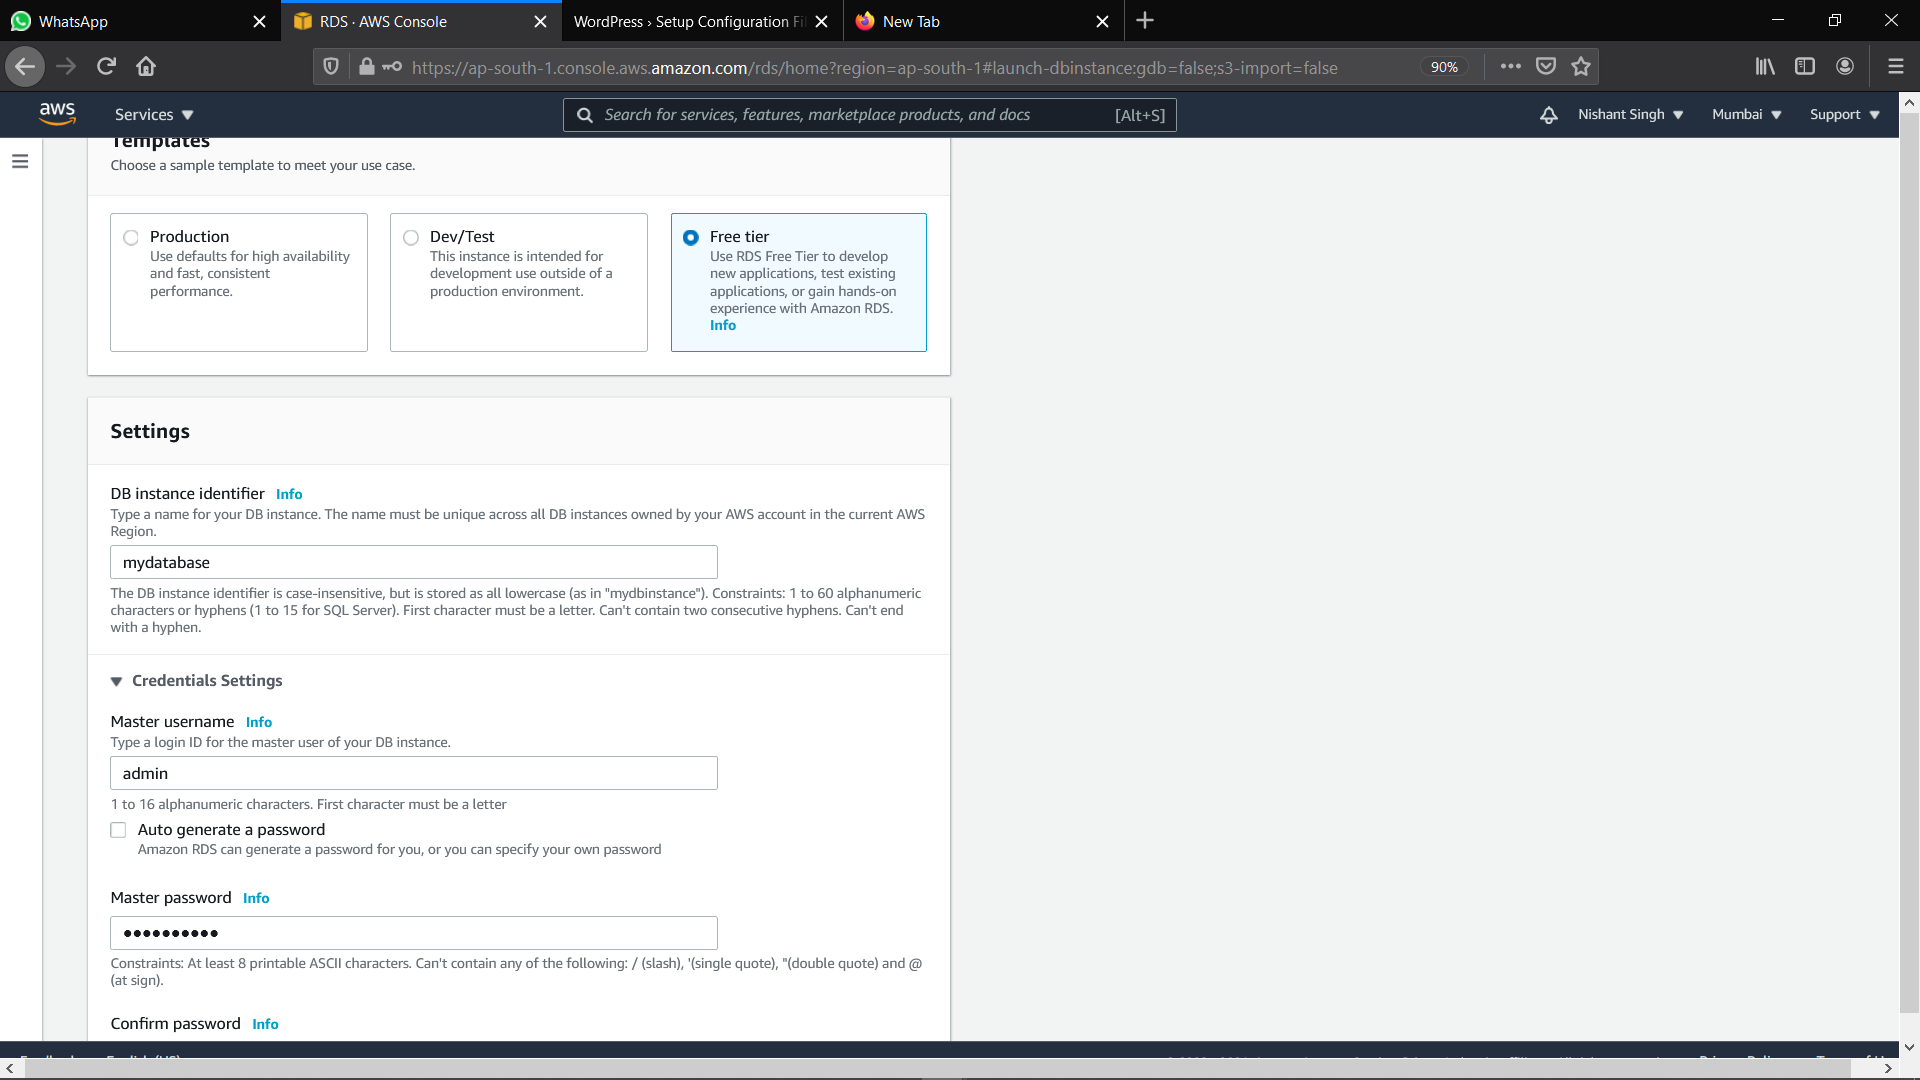 WhatsApp
RDS · AWS Console
WordPress › Setup Configuration Fi
New Tab
https://ap-south-1.console.aws.amazon.com/rds/home?region=ap-south-1#launch-dbinstance:gdb=false;s3-import=false
90%
aws
Services
Search for services, features, marketplace products, and docs
[Alt+S]
Nishant Singh
Mumbai
Support
Templates
Choose a sample template to meet your use case.
Production
Use defaults for high availability
and fast, consistent
performance.
Dev/Test
This instance is intended for
development use outside of a
production environment.
Free tier
Use RDS Free Tier to develop
new applications, test existing
applications, or gain hands-on
experience with Amazon RDS.
Info
Settings
DB instance identifier Info
Type a name for your DB instance. The name must be unique across all DB instances owned by your AWS account in the current AWS
Region.
mydatabase
The DB instance identifier is case-insensitive, but is stored as all lowercase (as in "mydbinstance"). Constraints: 1 to 60 alphanumeric
characters or hyphens (1 to 15 for SQL Server). First character must be a letter. Can't contain two consecutive hyphens. Can't end
with a hyphen.
Credentials Settings
Master username Info
Type a login ID for the master user of your DB instance.
admin
1 to 16 alphanumeric characters. First character must be a letter
Auto generate a password
Amazon RDS can generate a password for you, or you can specify your own password
Master password Info
••••••••••
Constraints: At least 8 printable ASCII characters. Can't contain any of the following: / (slash), '(single quote), "(double quote) and @
(at sign).
Confirm password Info